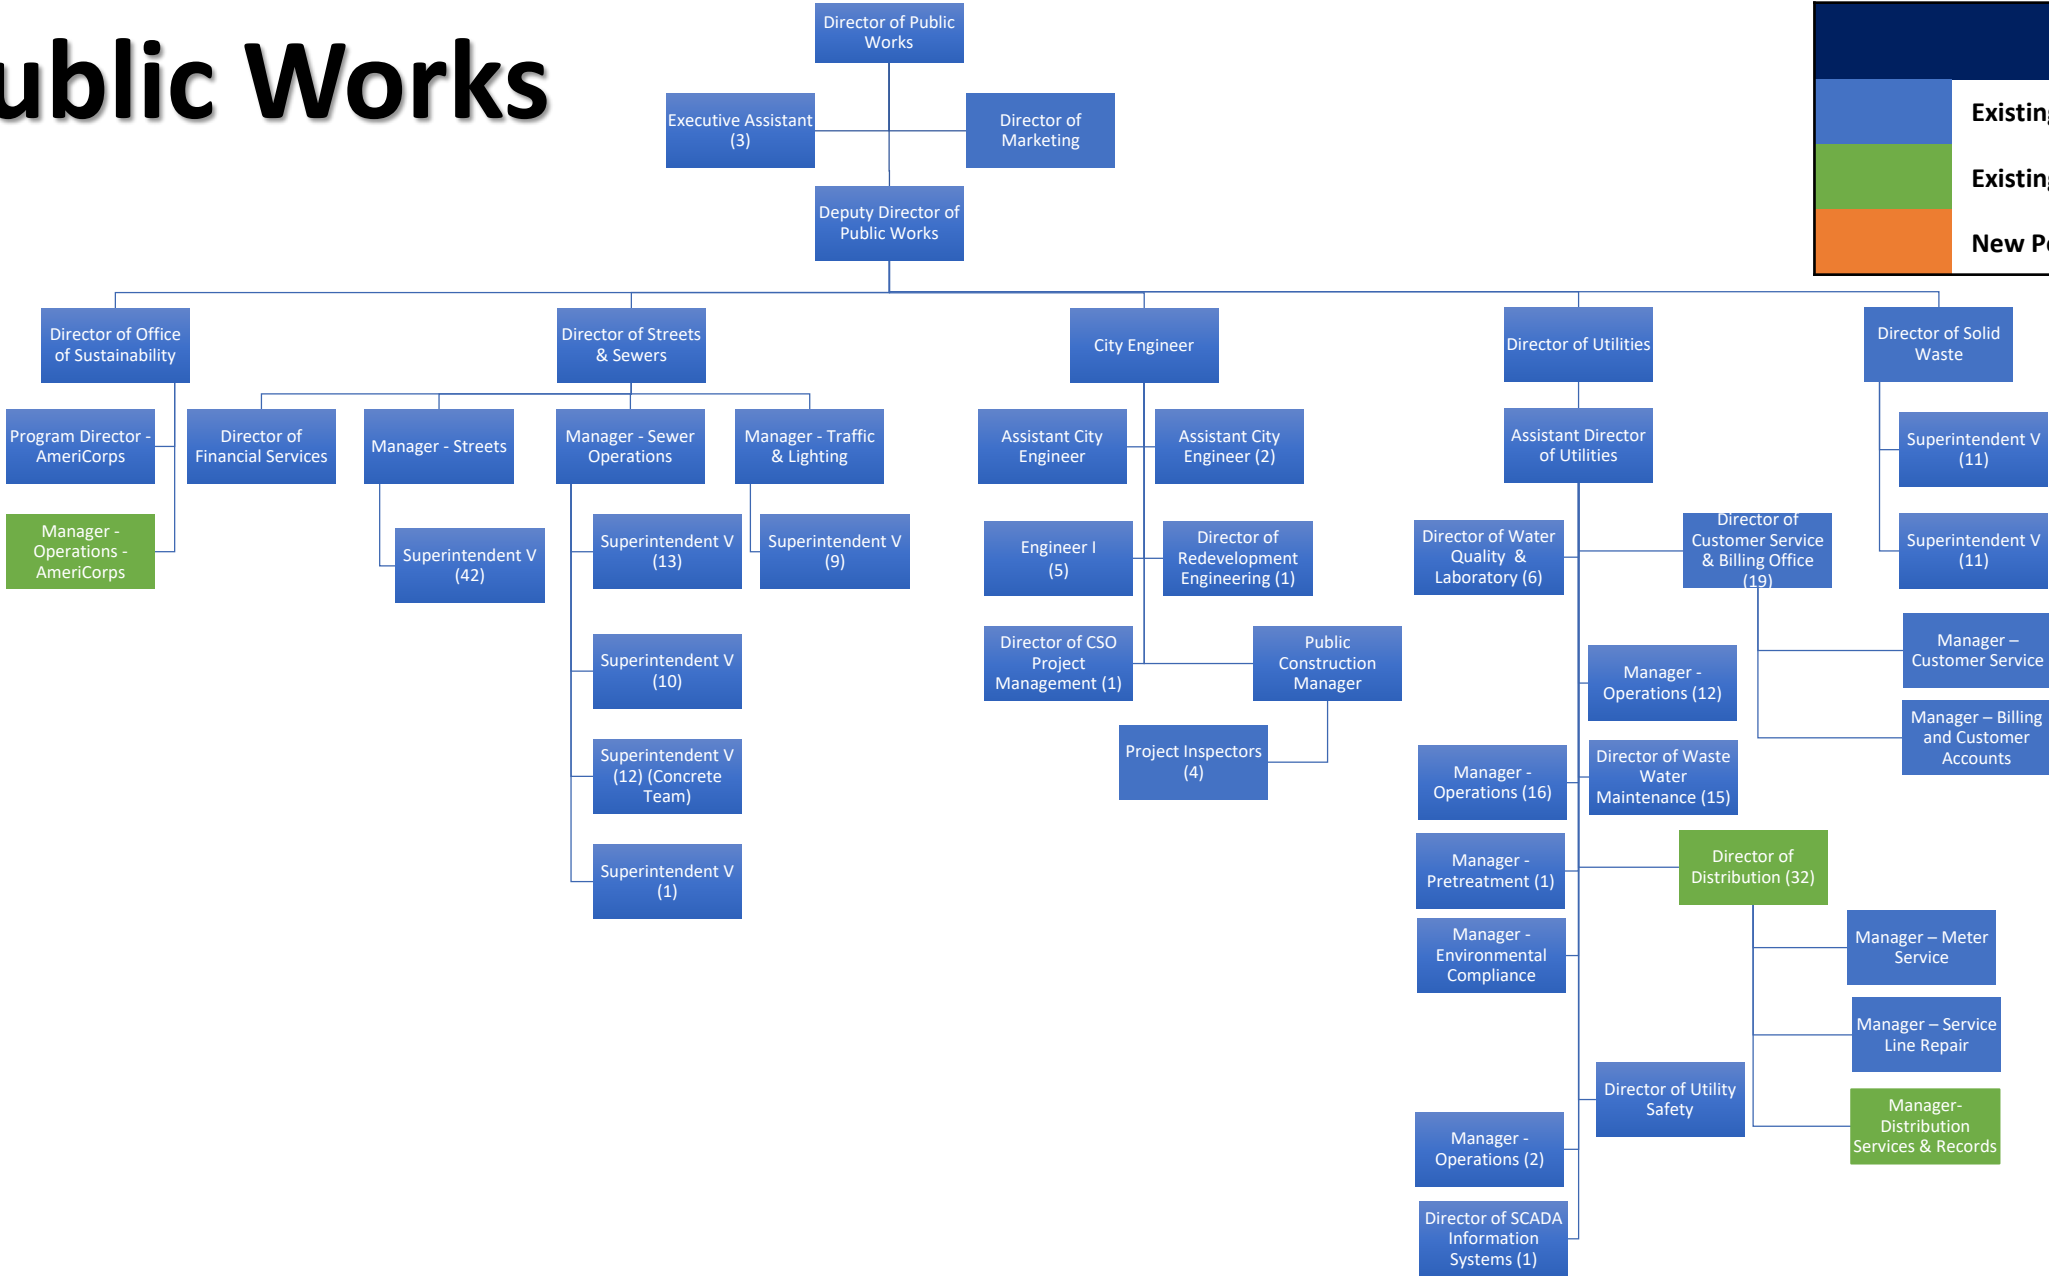 ublic Works
Director of Public
Works
Existing
Existing
New Po
Executive Assistant
(3)
Director of
Marketing
Deputy Director of
Public Works
Director of Office
of Sustainability
Director of Streets
& Sewers
City Engineer
Director of Utilities
Director of Solid
Waste
Program Director -
AmeriCorps
Director of
Financial Services
Manager - Streets
Manager - Sewer
Operations
Manager - Traffic
& Lighting
Assistant City
Engineer
Assistant City
Engineer (2)
Assistant Director
of Utilities
Superintendent V
(11)
Manager -
Operations -
AmeriCorps
Superintendent V
(42)
Superintendent V
(13)
Superintendent V
(9)
Engineer I
(5)
Director of
Redevelopment
Engineering (1)
Director of Water
Quality &
Laboratory (6)
Director of
Customer Service
& Billing Office
(19)
Superintendent V
(11)
Superintendent V
(10)
Director of CSO
Project
Management (1)
Public
Construction
Manager
Manager -
Operations (12)
Manager –
Customer Service
Manager – Billing
and Customer
Accounts
Superintendent V
(12) (Concrete
Team)
Project Inspectors
(4)
Manager -
Operations (16)
Director of Waste
Water
Maintenance (15)
Superintendent V
(1)
Manager -
Pretreatment (1)
Director of
Distribution (32)
Manager -
Environmental
Compliance
Manager – Meter
Service
Manager – Service
Line Repair
Director of Utility
Safety
Manager-
Distribution
Services & Records
Manager -
Operations (2)
Director of SCADA
Information
Systems (1)